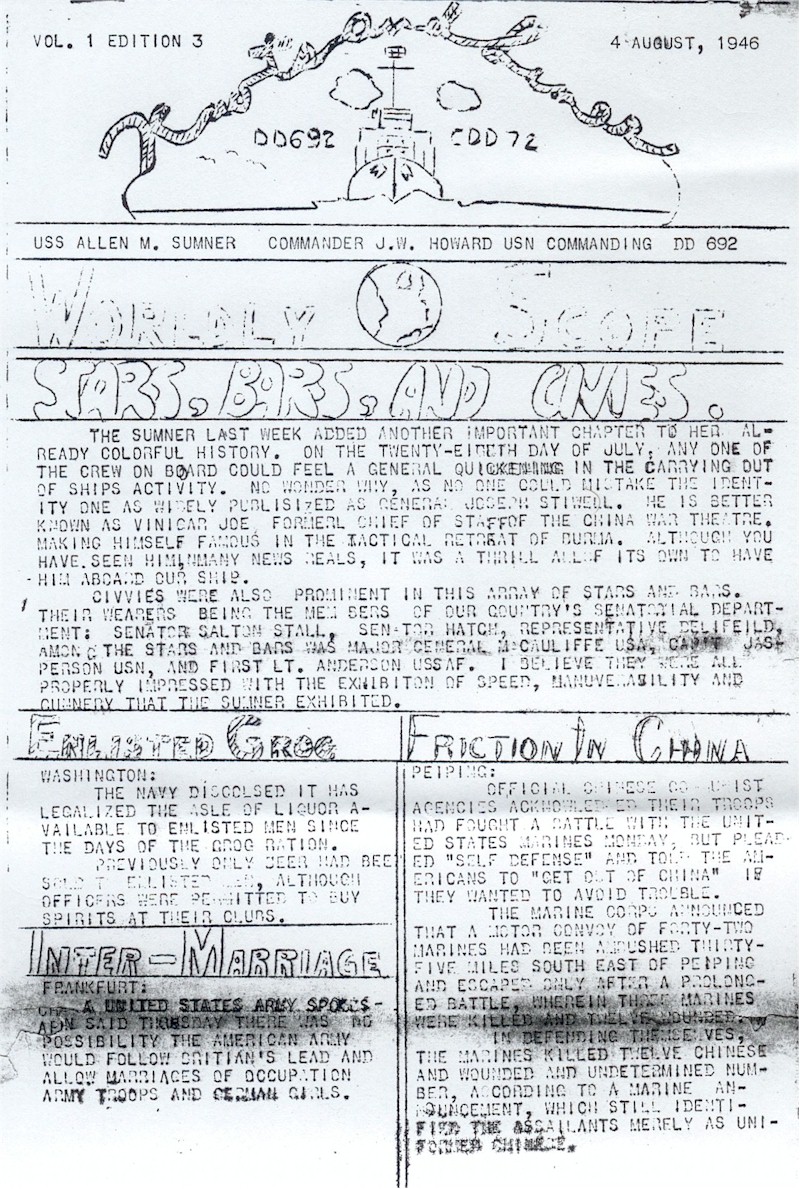 VOL. 1 EDITION 3
4 AUGUST, 1946
DD692
CDD 72
USS ALLEN M. SUMNER COMMANDER J.W. HOWARD USN COMMANDING DD 692
WORLDLY SCOPE
STARS, BARS, AND CIVVIES.
THE SUMNER LAST WEEK ADDED ANOTHER IMPORTANT CHAPTER TO HER AL-
READY COLORFUL HISTORY. ON THE TWENTY-EIGTH DAY OF JULY, ANY ONE OF
THE CREW ON BOARD COULD FEEL A GENERAL QUICKENING IN THE CARRYING OUT
OF SHIPS ACTIVITY. NO WONDER WHY, AS NO ONE COULD MISTAKE THE IDENT-
ITY ONE AS WIDELY PUBLISIZED AS GENERAL JOSEPH STIWELL. HE IS BETTER
KNOWN AS VINICAR JOE, FORMERL CHIEF OF STAFFOF THE CHINA WAR THEATRE.
MAKING HIMSELF FAMOUS IN THE TACTICAL RETREAT OF BURMA. ALTHOUGH YOU
HAVE SEEN HIMINMANY NEWS REALS, IT WAS A THRILL ALLOF ITS OWN TO HAVE
HIM ABOARD OUR SHIP.
CIVVIES WERE ALSO PROMINENT IN THIS ARRAY OF STARS AND BARS.
THEIR WEARERS BEING THE MEM BERS OF OUR COUNTRY'S SENATORIAL DEPART-
MENT: SENATOR SALTON STALL, SENATOR HATCH, REPRESENTATIVE DELIFEILD,
AMONG THE STARS AND BARS WAS MAJOR GENERAL McCAULIFFE USA,
PERSON USN, AND FIRST LT. ANDERSON USSAF. I BELIEVE THEY WERE ALL
PROPERLY IMPRESSED WITH THE EXHIBITON OF SPEED, MANUVERABILITY AND
GUNNERY THAT THE SUMNER EXHIBITED.
ENLISTED GROG
WASHINGTON:
THE NAVY DISCOLSED IT HAS
LEGALIZED THE ASLE OF LIQUOR A-
VAILABLE TO ENLISTED MEN SINCE
THE DAYS OF THE GROG RATION.
PREVIOUSLY ONLY BEER HAD BEE
SOLD TO ENLISTED MEN, ALTHOUGH
OFFICERS WERE PERMITTED TO BUY
SPIRITS AT THEIR CLUBS.
INTER-MARRIAGE
FRANKFURT:
A UNITED STATES ARMY SPOKES-
SAID THURSDAY THERE WAS NO
POSSIBILITY THE AMERICAN ARMY
WOULD FOLLOW BRITIAN'S LEAD AND
ALLOW MARRIAGES OF OCCUPATION
ARMY TROOPS AND GERMAN GIRLS.
FRICTION IN CHINA
PEIPING:
OFFICIAL CHINESE COMMUNIST
AGENCIES ACKNOWLEDGED THEIR TROOPS
HAD FOUGHT A BATTLE WITH THE UNIT-
ED STATES MARINES MONDAY, BUT PLEAD-
ED "SELF DEFENSE" AND TOLD THE AM-
ERICANS TO "GET OUT OF CHINA" IF
THEY WANTED TO AVOID TROUBLE.
THE MARINE CORPS ANNOUNCED
THAT A MOTOR CONVOY OF FORTY-TWO
MARINES HAD BEEN AMBUSHED THIRTY-
FIVE MILES SOUTH EAST OF PEIPING
AND ESCAPED ONLY AFTER A PROLONG-
ED BATTLE, WHEREIN THREE MARINES
WERE KILLED AND TWELVE WOUNDED.
IN DEFENDING THEMSELVES,
THE MARINES KILLED TWELVE CHINESE
AND WOUNDED AND UNDETERMINED NUM-
BER, ACCORDING TO A MARINE AN-
NOUNCEMENT, WHICH STILL IDENTI-
FIED THE ASSAILANTS MERELY AS UNI-
FORMED CHINESE.